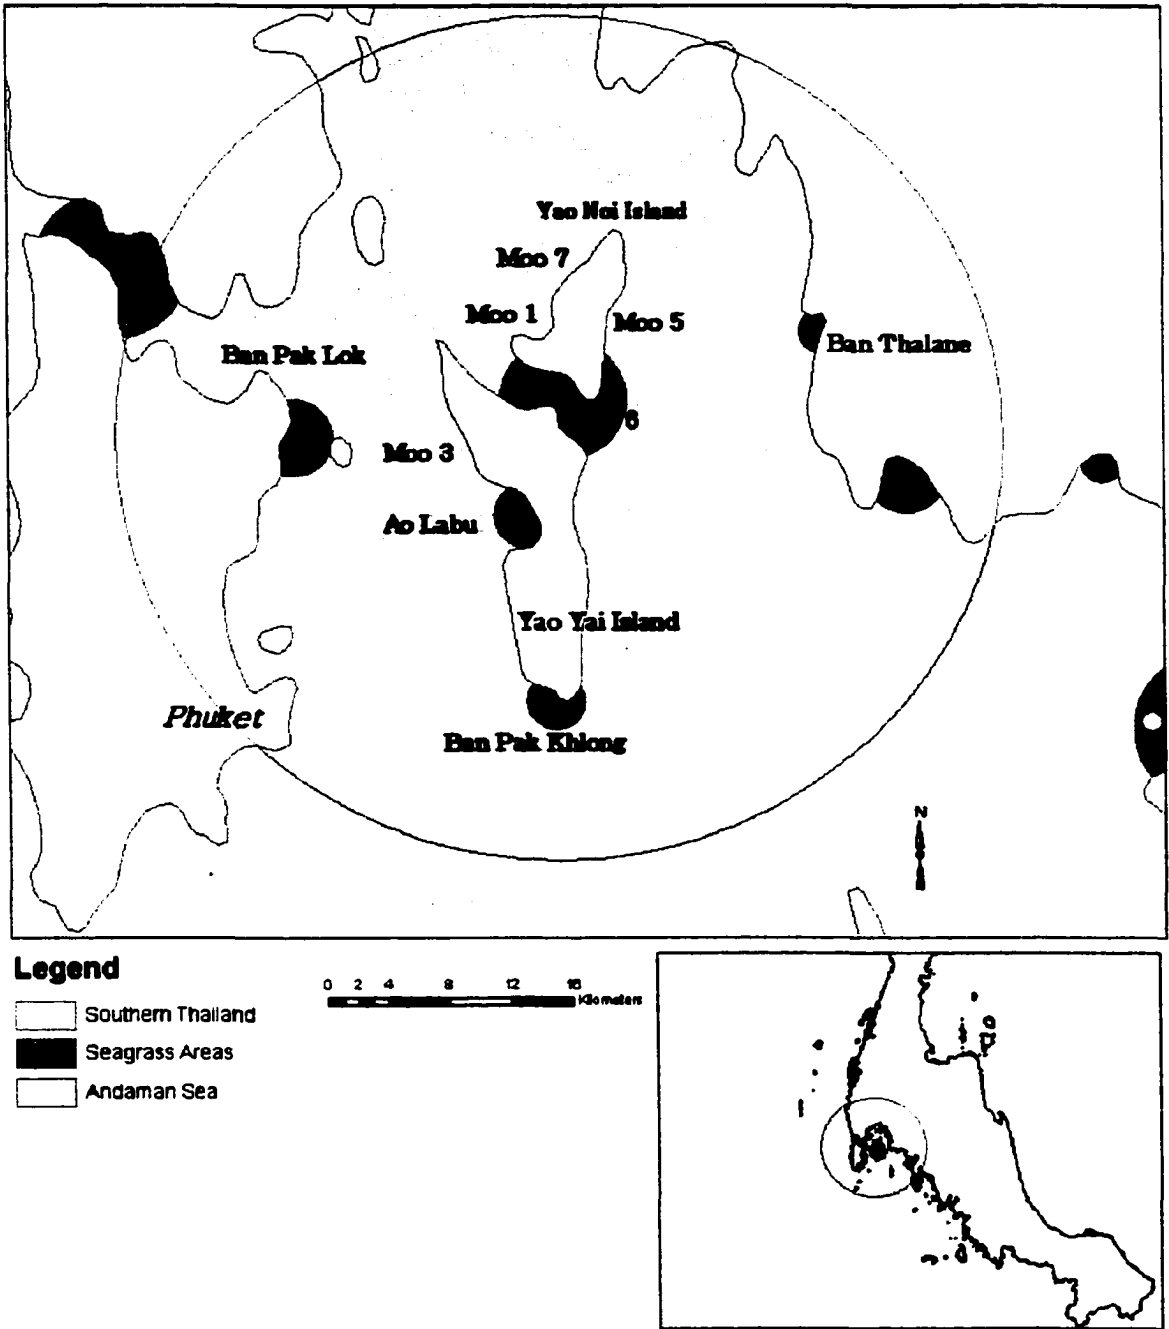 Yao Noi Island
Moo 7
Moo 1
Moo 5
Ban Pak Lok
Ban Thalane
6
Moo 3
Ao Labu
Yao Yai Island
Phuket
Ban Pak Khlong
N
Legend
0 2 4 8 12 16
Kilometers
Southern Thailand
Seagrass Areas
Andaman Sea